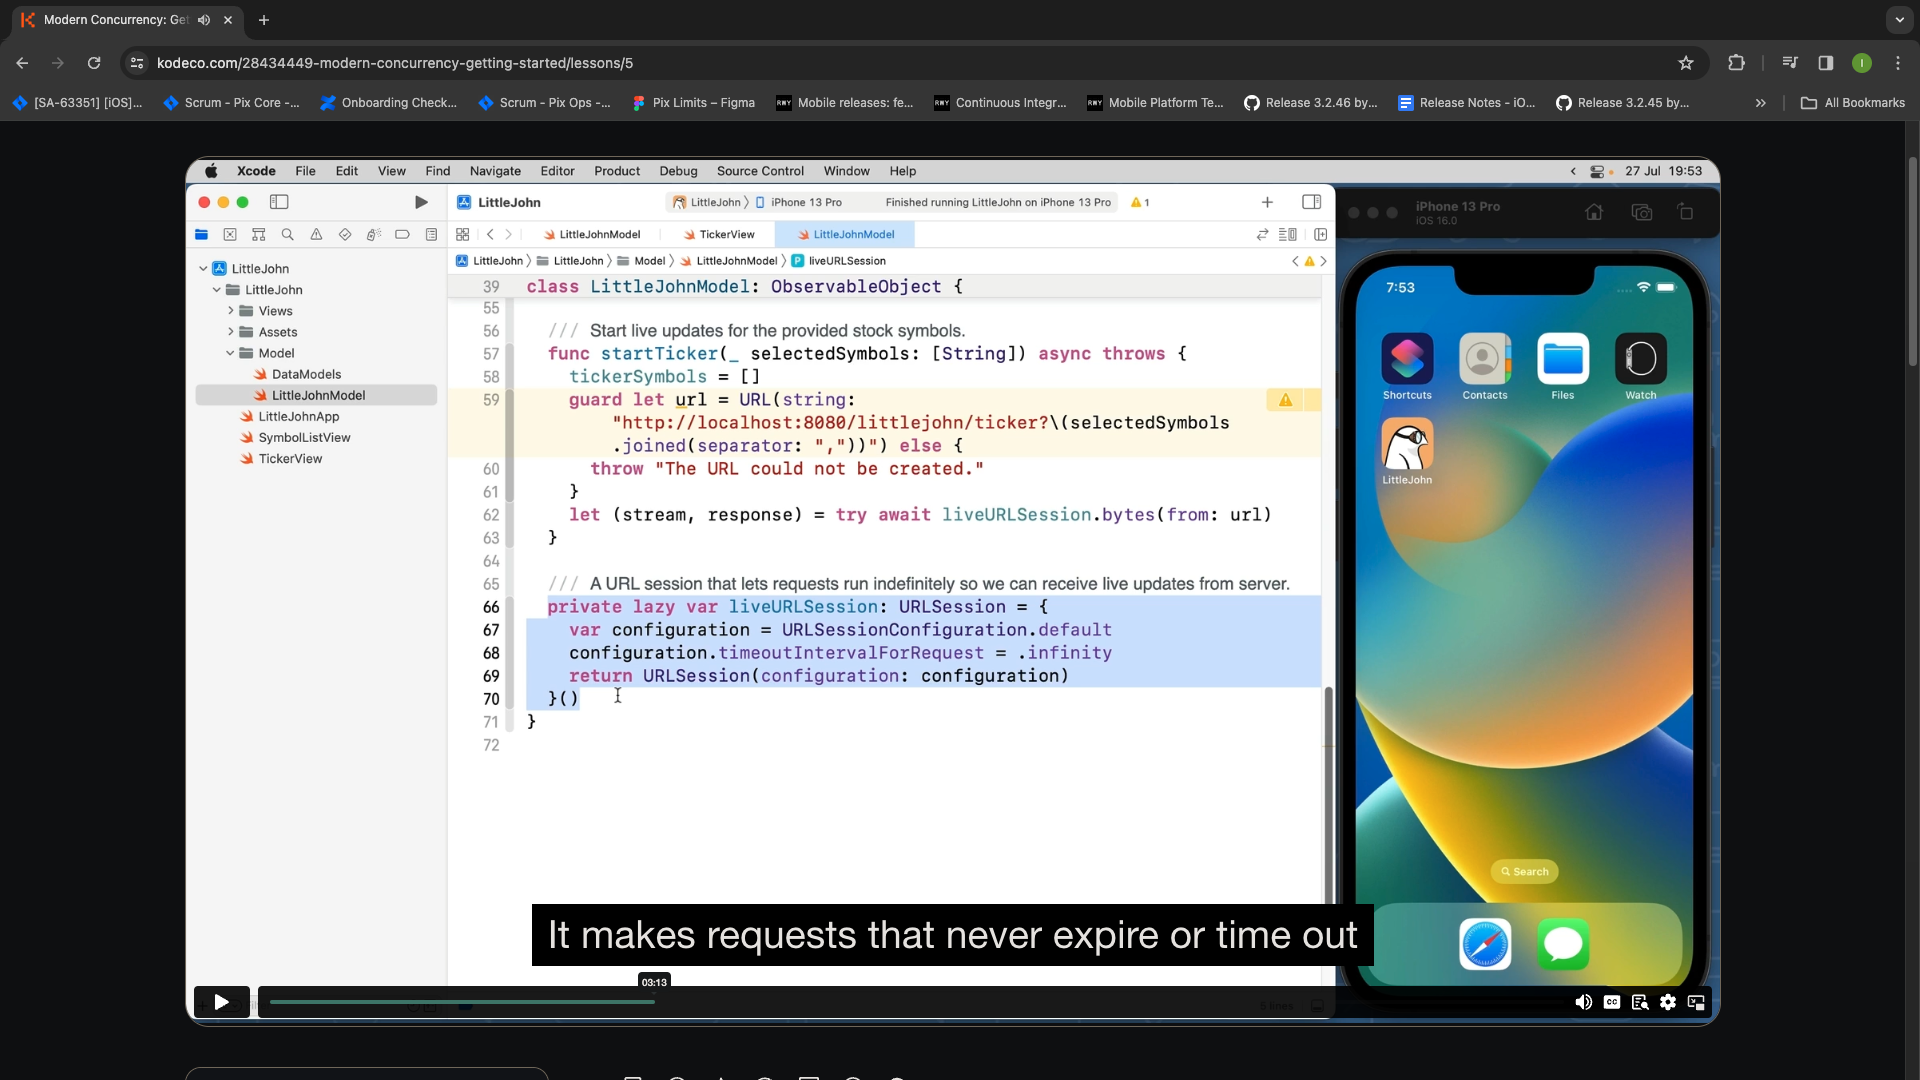 Modern Concurrency: Get
kodeco.com/28434449-modern-concurrency-getting-started/lessons/5
[SA-63351] [iOS]...
Scrum - Pix Core -...
Onboarding Check...
Scrum - Pix Ops -...
Pix Limits – Figma
Mobile releases: fe...
Continuous Integr...
Mobile Platform Te...
Release 3.2.46 by...
Release Notes - iO...
Release 3.2.45 by...
All Bookmarks
Xcode File Edit View Find Navigate Editor Product Debug Source Control Window Help
27 Jul 19:53
LittleJohn
LittleJohn
iPhone 13 Pro
Finished running LittleJohn on iPhone 13 Pro
1
LittleJohnModel
TickerView
LittleJohnModel
LittleJohn
LittleJohn
Model
LittleJohnModel
P liveURLSession
LittleJohn
LittleJohn
Views
Assets
Model
DataModels
LittleJohnModel
LittleJohnApp
SymbolListView
TickerView
39 class LittleJohnModel: ObservableObject {
55
56 /// Start live updates for the provided stock symbols.
57 func startTicker(_ selectedSymbols: [String]) async throws {
58 tickerSymbols = []
59 guard let url = URL(string:
"http://localhost:8080/littlejohn/ticker?\(selectedSymbols
.joined(separator: ","))") else {
60 throw "The URL could not be created."
61 }
62 let (stream, response) = try await liveURLSession.bytes(from: url)
63 }
64
65 /// A URL session that lets requests run indefinitely so we can receive live updates from server.
66 private lazy var liveURLSession: URLSession = {
67 var configuration = URLSessionConfiguration.default
68 configuration.timeoutIntervalForRequest = .infinity
69 return URLSession(configuration: configuration)
70 }()
71 }
72
iPhone 13 Pro
iOS 16.0
7:53
Shortcuts
Contacts
Files
Watch
LittleJohn
Search
It makes requests that never expire or time out
03:13
5 lines
CC